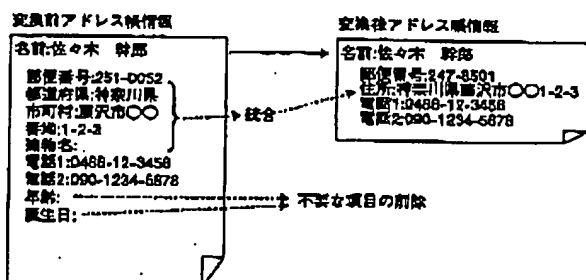 変換前アドレス帳情報
名前:佐々木 幹郎
郵便番号:251-0052
都道府県:神奈川県
市町村:藤沢市〇〇
番地:1-2-3
建物名:
電話1:0488-12-3456
電話2:090-1234-5678
年齢:
誕生日:
統合
不要な項目の削除
変換後アドレス帳情報
名前:佐々木 幹郎
郵便番号:247-8501
住所:神奈川県藤沢市〇〇1-2-3
電話1:0488-12-3456
電話2:090-1234-5678